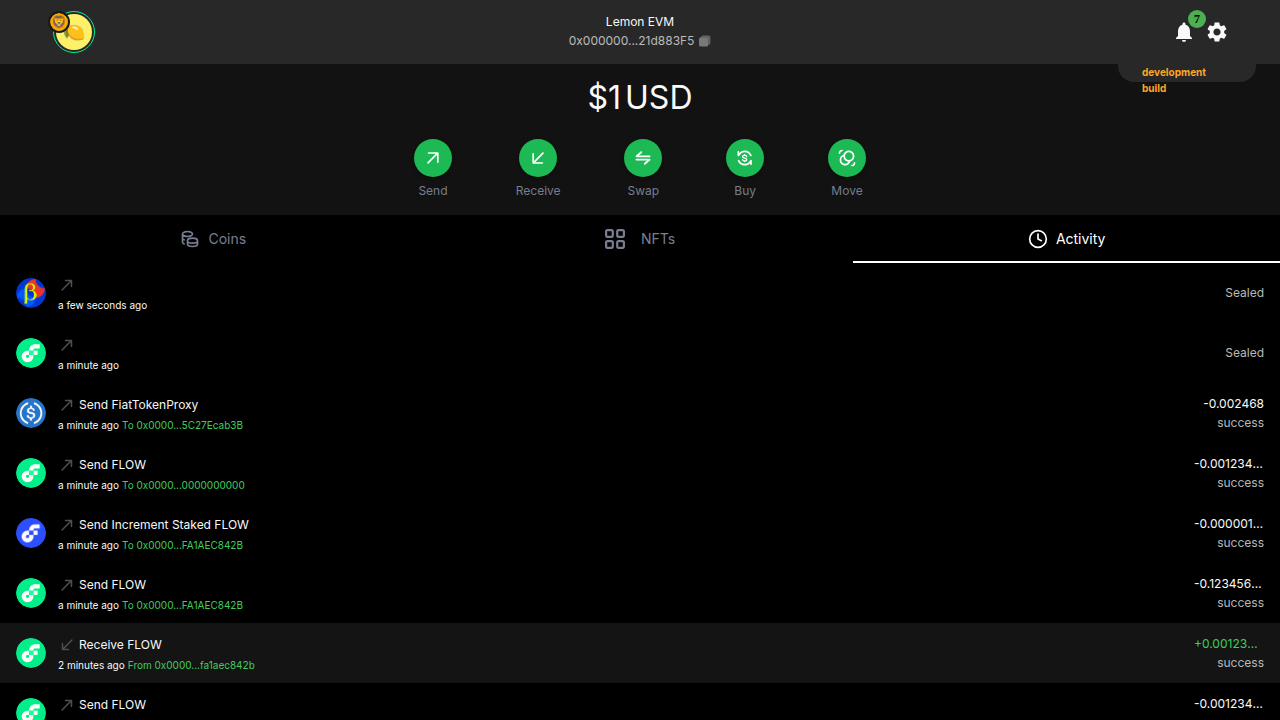 Lemon EVM
0x000000...21d883F5
7
development
build
$1 USD
Send
Receive
Swap
Buy
Move
Coins
NFTs
Activity
a few seconds ago
Sealed
a minute ago
Sealed
Send FiatTokenProxy
-0.002468
a minute ago To 0x0000...5C27Ecab3B
success
Send FLOW
-0.001234...
a minute ago To 0x0000...0000000000
success
Send Increment Staked FLOW
-0.000001...
a minute ago To 0x0000...FA1AEC842B
success
Send FLOW
-0.123456...
a minute ago To 0x0000...FA1AEC842B
success
Receive FLOW
+0.00123...
2 minutes ago From 0x0000...fa1aec842b
success
Send FLOW
-0.001234...